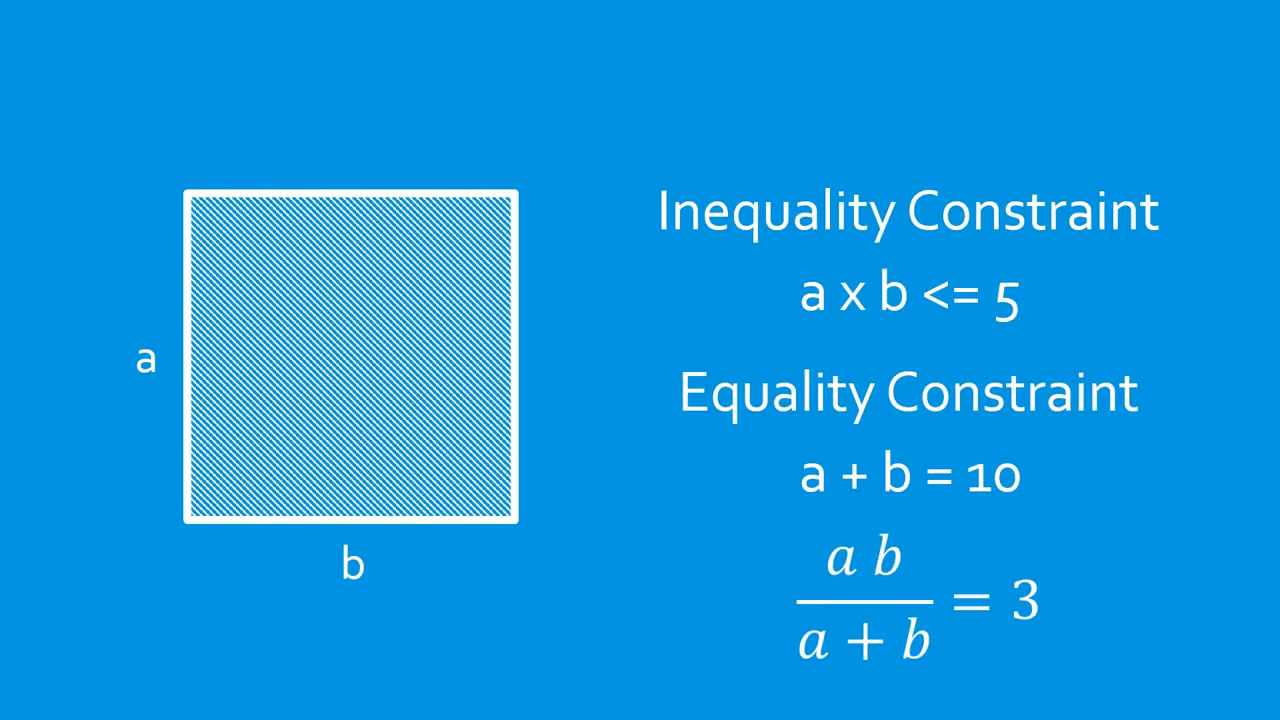 Inequality Constraint
a x b <= 5
a
Equality Constraint
a + b = 10
b
a b
a + b
= 3